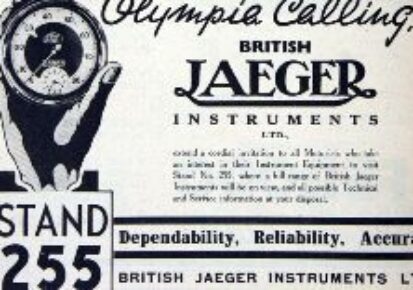 Olympia Calling!
BRITISH
JAEGER
INSTRUMENTS
LTD.,
extend a cordial invitation to all Motorists who take
an interest in their Instrument Equipment to visit
Stand No. 255, where a full range of British Jaeger
Instruments will be on view, and all possible Technical
and Service information at your disposal.
STAND
255
Dependability, Reliability, Accura
BRITISH JAEGER INSTRUMENTS LT